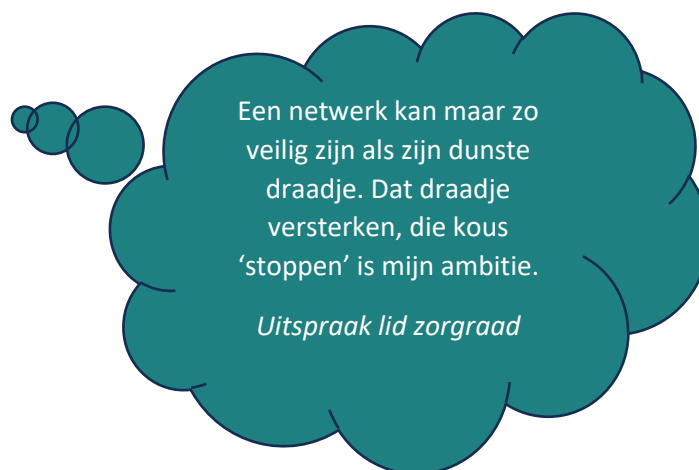 Een netwerk kan maar zo
veilig zijn als zijn dunste
draadje. Dat draadje
versterken, die kous
‘stoppen’ is mijn ambitie.
Uitspraak lid zorgraad